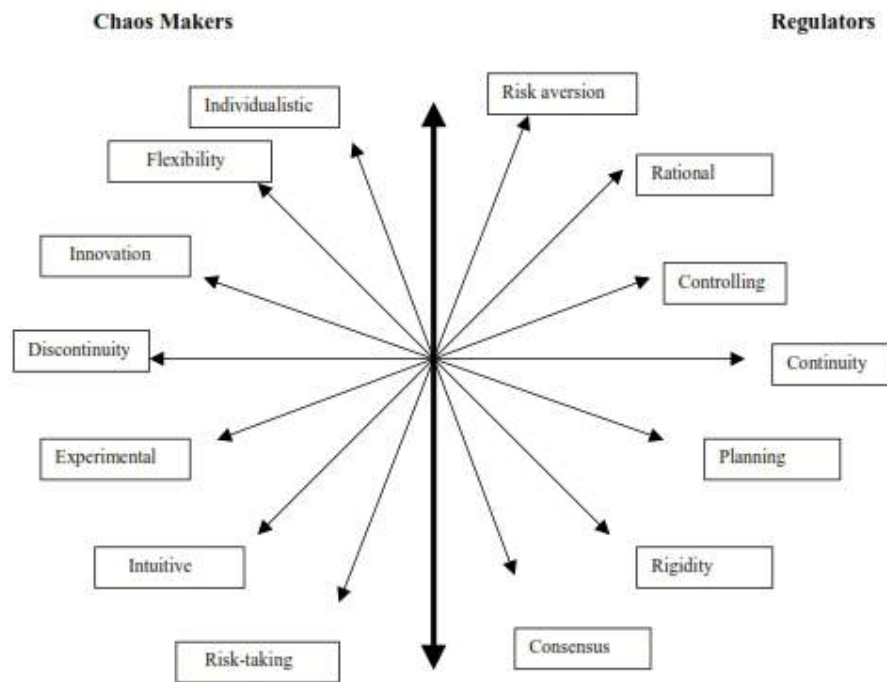 Chaos Makers
Regulators
Individualistic
Risk aversion
Flexibility
Rational
Innovation
Controlling
Discontinuity
Continuity
Experimental
Planning
Intuitive
Rigidity
Risk-taking
Consensus